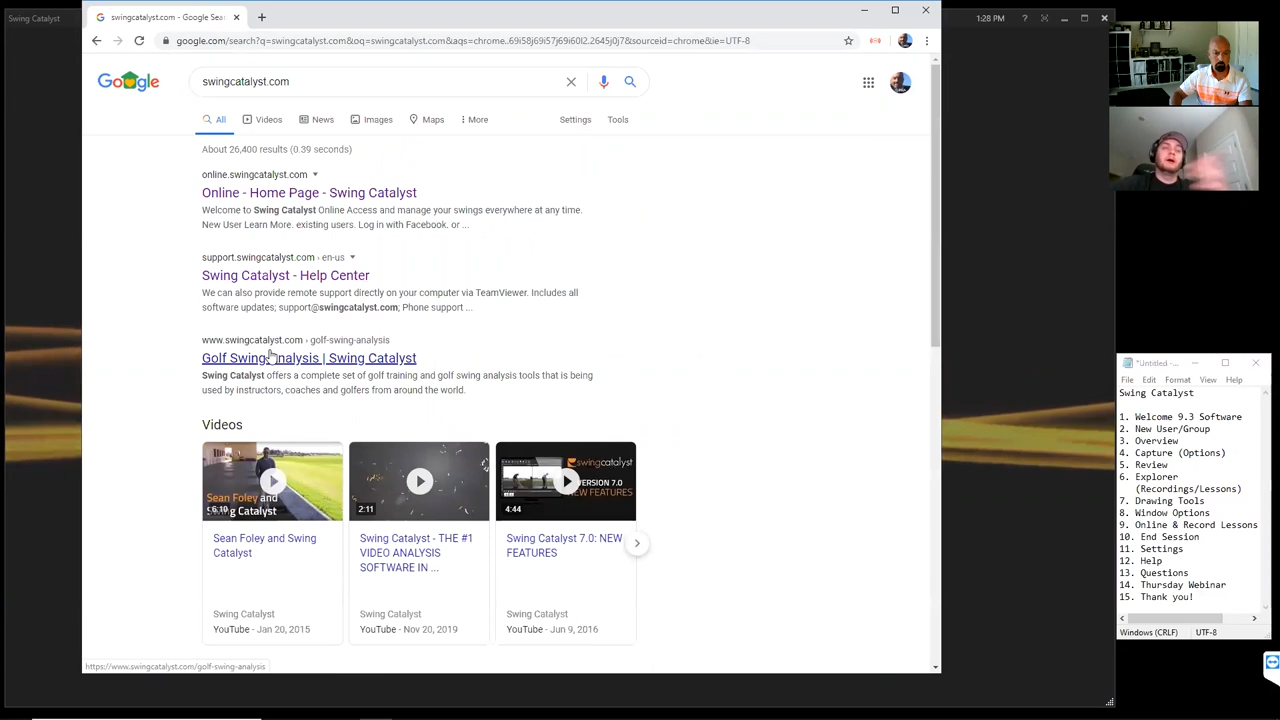 Swing Catalyst
swingcatalyst.com - Google Sea
1:28 PM
google.com/search?q=swingcatalyst.com&oq=swingcatalyst.com&aqs=chrome..69i58j69i57j69i60l2.2645j0j7&sourceid=chrome&ie=UTF-8
Google
swingcatalyst.com
All
Videos
News
Images
Maps
More
Settings
Tools
About 26,400 results (0.39 seconds)
online.swingcatalyst.com
Online - Home Page - Swing Catalyst
Welcome to Swing Catalyst Online Access and manage your swings everywhere at any time.
New User Learn More. existing users. Log in with Facebook. or ...
support.swingcatalyst.com › en-us
Swing Catalyst - Help Center
We can also provide remote support directly on your computer via TeamViewer. Includes all
software updates; support@swingcatalyst.com; Phone support ...
www.swingcatalyst.com › golf-swing-analysis
Golf Swing Analysis | Swing Catalyst
Swing Catalyst offers a complete set of golf training and golf swing analysis tools that is being
used by instructors, coaches and golfers from around the world.
Videos
Sean Foley and
Swing Catalyst
6:10
2:11
swingcatalyst
VERSION 7.0
NEW FEATURES
4:44
Sean Foley and Swing
Catalyst
Swing Catalyst
YouTube - Jan 20, 2015
Swing Catalyst - THE #1
VIDEO ANALYSIS
SOFTWARE IN ...
Swing Catalyst
YouTube - Nov 20, 2019
Swing Catalyst 7.0: NEW
FEATURES
Swing Catalyst
YouTube - Jun 9, 2016
https://www.swingcatalyst.com/golf-swing-analysis
*Untitled -...
File Edit Format View Help
Swing Catalyst
1. Welcome 9.3 Software
2. New User/Group
3. Overview
4. Capture (Options)
5. Review
6. Explorer
(Recordings/Lessons)
7. Drawing Tools
8. Window Options
9. Online & Record Lessons
10. End Session
11. Settings
12. Help
13. Questions
14. Thursday Webinar
15. Thank you!
Windows (CRLF)
UTF-8